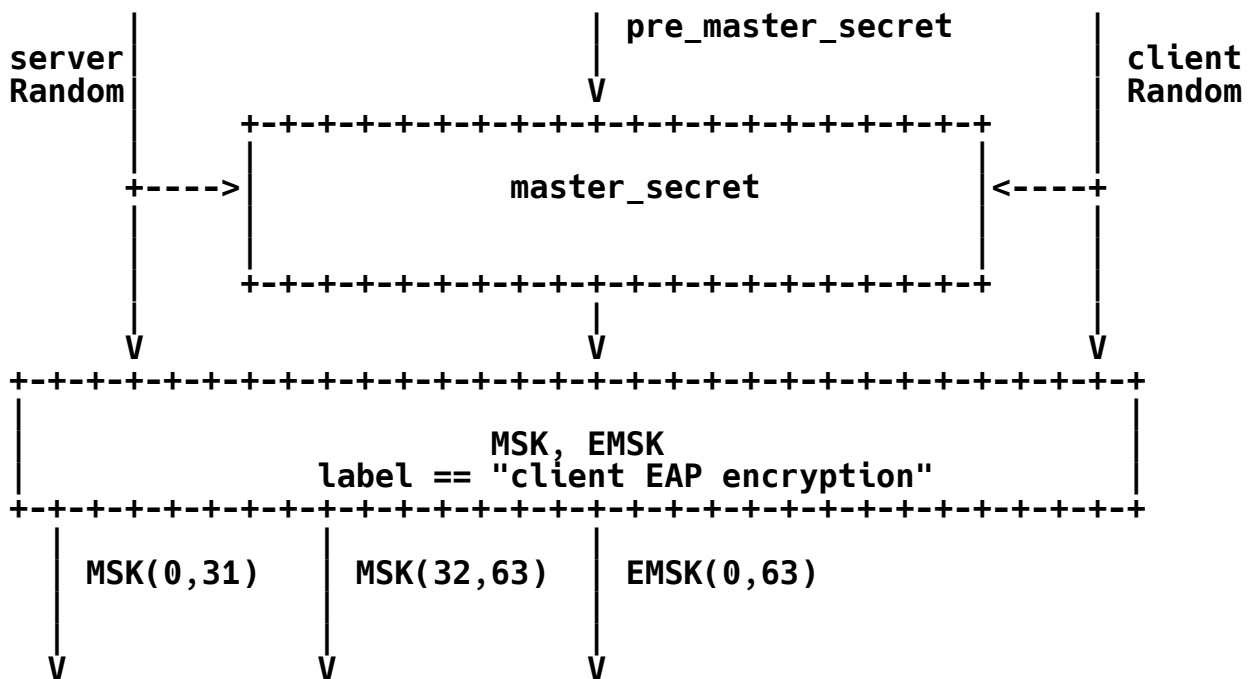 pre_master_secret
server client
Random Random
master_secret
MSK, EMSK
label == "client EAP encryption"
MSK(0,31) MSK(32,63) EMSK(0,63)